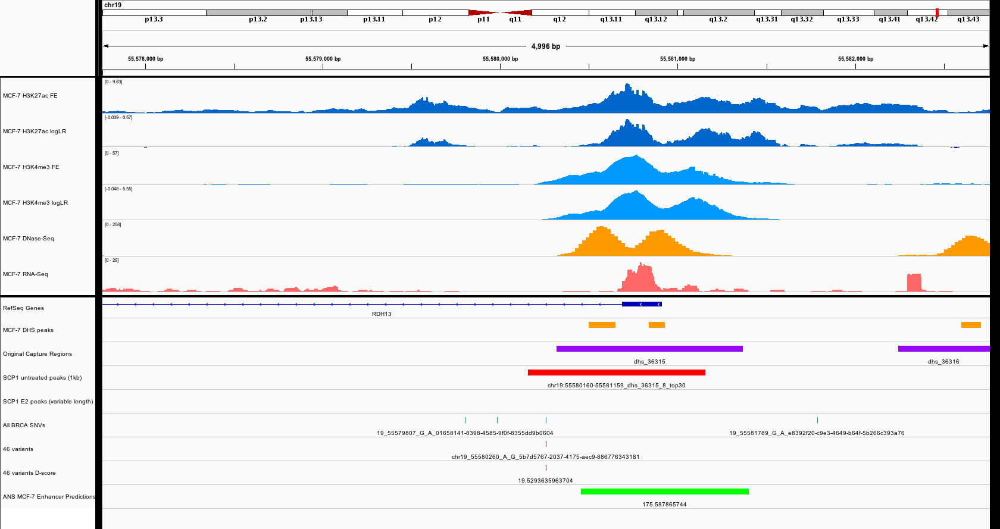 chr19
p13.3 p13.2 p13.13 p13.11 p12 p11 q11 q12 q13.11 q13.12 q13.2 q13.31 q13.32 q13.33 q13.41 q13.42 q13.43
4,996 bp
55,578,000 bp 55,579,000 bp 55,580,000 bp 55,581,000 bp 55,582,000 bp
[0 - 9.63]
MCF-7 H3K27ac FE
[-0.039 - 0.57]
MCF-7 H3K27ac logLR
[0 - 57]
MCF-7 H3K4me3 FE
[-0.048 - 5.55]
MCF-7 H3K4me3 logLR
[0 - 258]
MCF-7 DNase-Seq
[0 - 29]
MCF-7 RNA-Seq
RefSeq Genes
RDH13
MCF-7 DHS peaks
Original Capture Regions
dhs_36315 dhs_36316
SCP1 untreated peaks (1kb)
chr19:55580160-55581159_dhs_36315_8_top30
SCP1 E2 peaks (variable length)
All BRCA SNVs
19_55579807_G_A_01658141-8398-4585-9f0f-8355dd9b0604 19_55581789_G_A_e8392f20-c9e3-4649-b64f-5b266c393a76
46 variants
chr19_55580260_A_G_5b7d5767-2037-4175-aec9-886776343181
46 variants D-score
19.5293635963704
ANS MCF-7 Enhancer Predictions
175.587865744